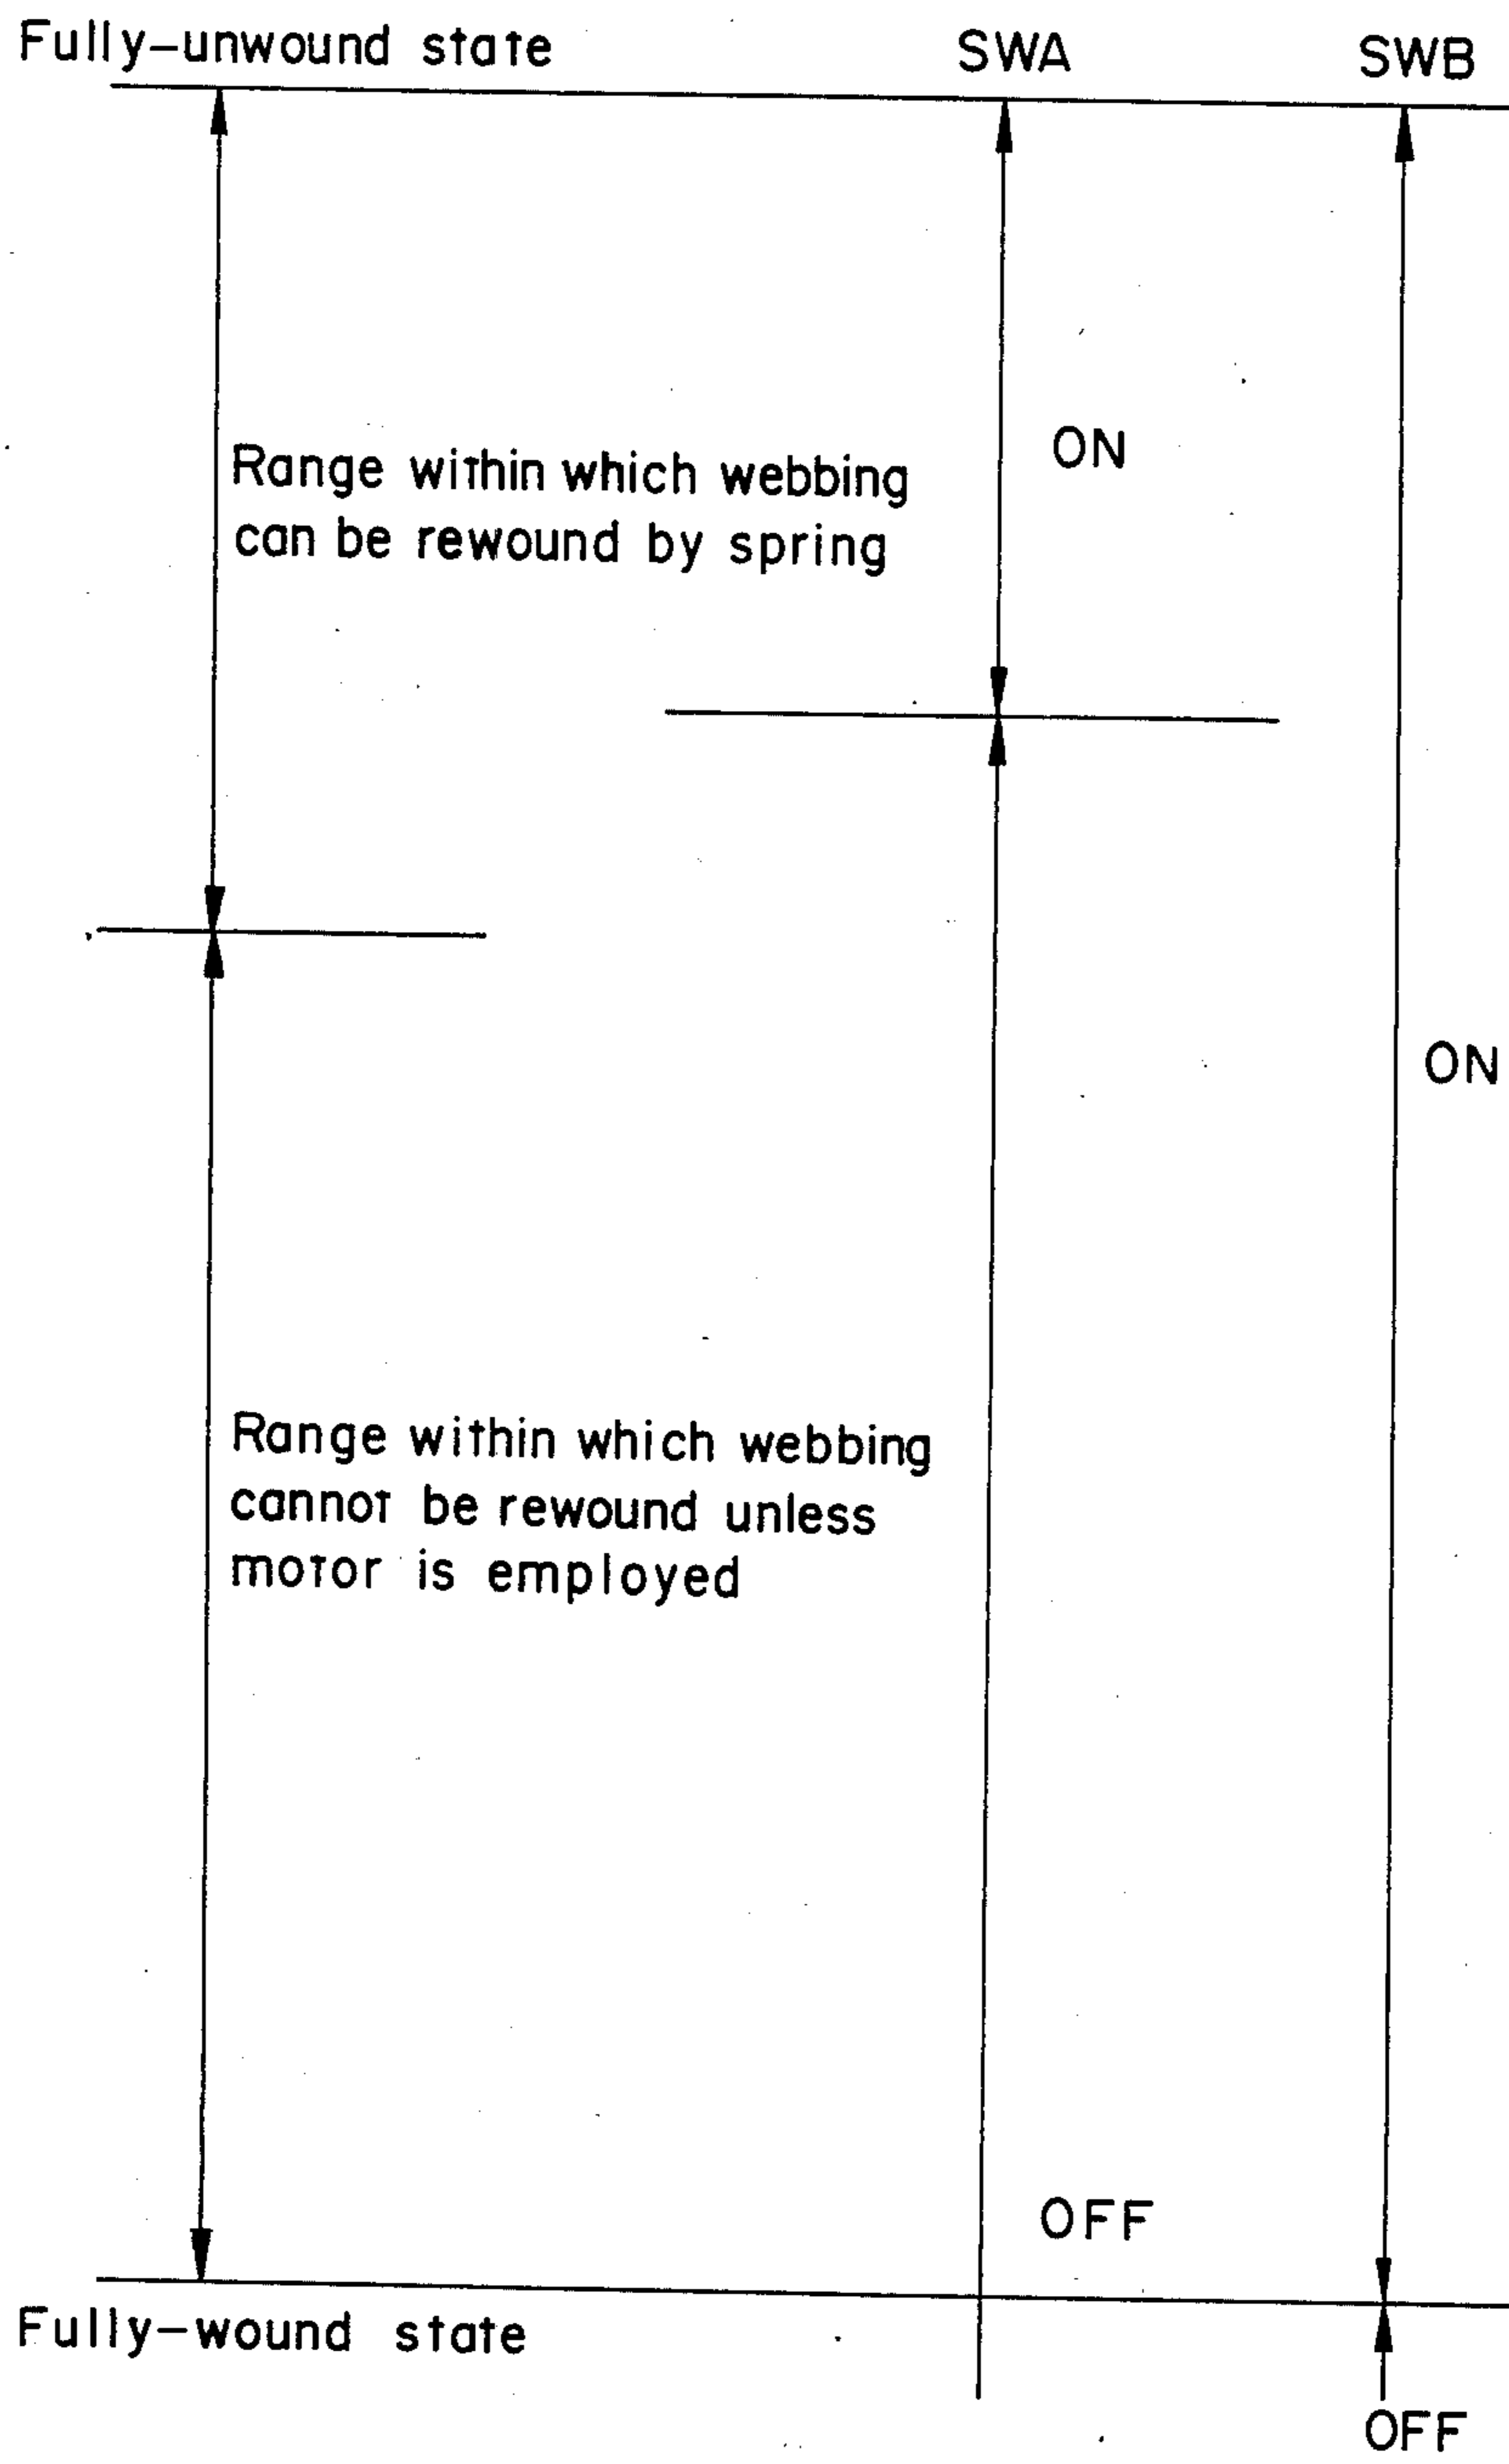 Fully-unwound state SWA SWB
ON
Range within which webbing
can be rewound by spring
ON
Range within which webbing
cannot be rewound unless
motor is employed
OFF
Fully-wound state
OFF